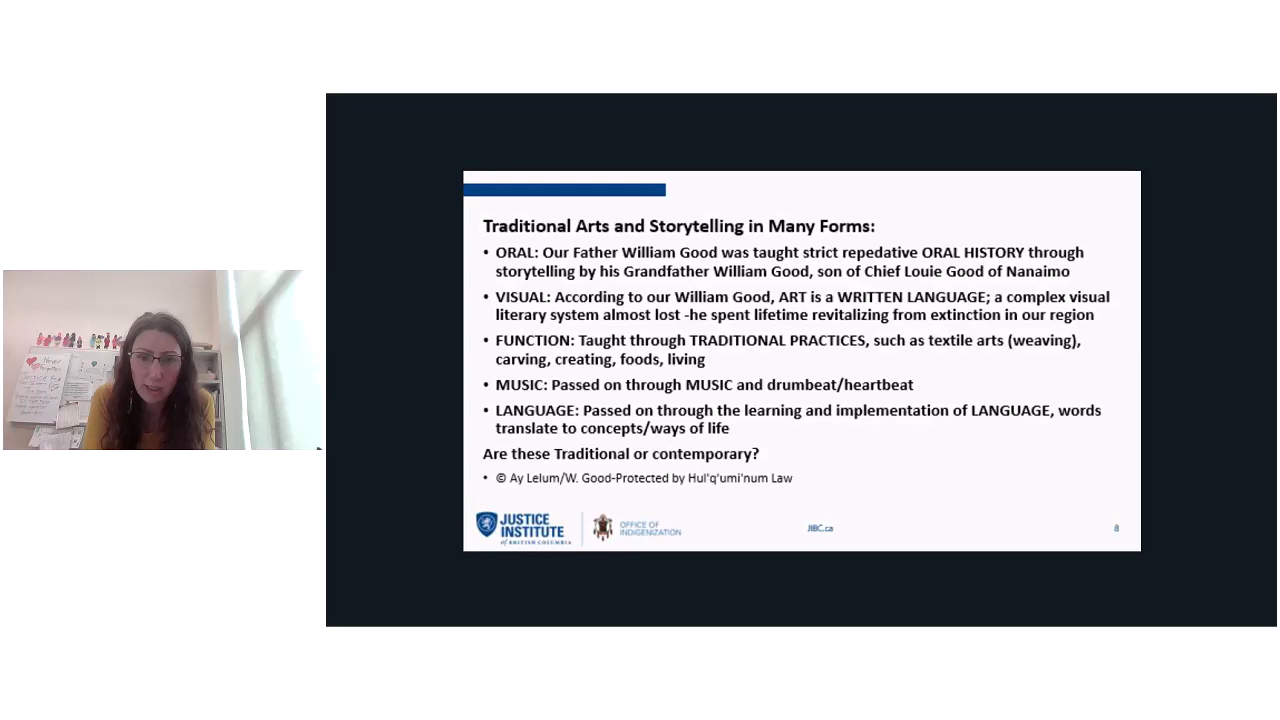 Traditional Arts and Storytelling in Many Forms:
• ORAL: Our Father William Good was taught strict repedative ORAL HISTORY through
storytelling by his Grandfather William Good, son of Chief Louie Good of Nanaimo
• VISUAL: According to our William Good, ART is a WRITTEN LANGUAGE; a complex visual
literary system almost lost -he spent lifetime revitalizing from extinction in our region
• FUNCTION: Taught through TRADITIONAL PRACTICES, such as textile arts (weaving),
carving, creating, foods, living
• MUSIC: Passed on through MUSIC and drumbeat/heartbeat
• LANGUAGE: Passed on through the learning and implementation of LANGUAGE, words
translate to concepts/ways of life
Are these Traditional or contemporary?
• © Ay Lelum/W. Good-Protected by Hul'q'umi'num Law
JUSTICE
INSTITUTE
of BRITISH COLUMBIA
OFFICE OF
INDIGENIZATION
JIBC.ca
8
Never